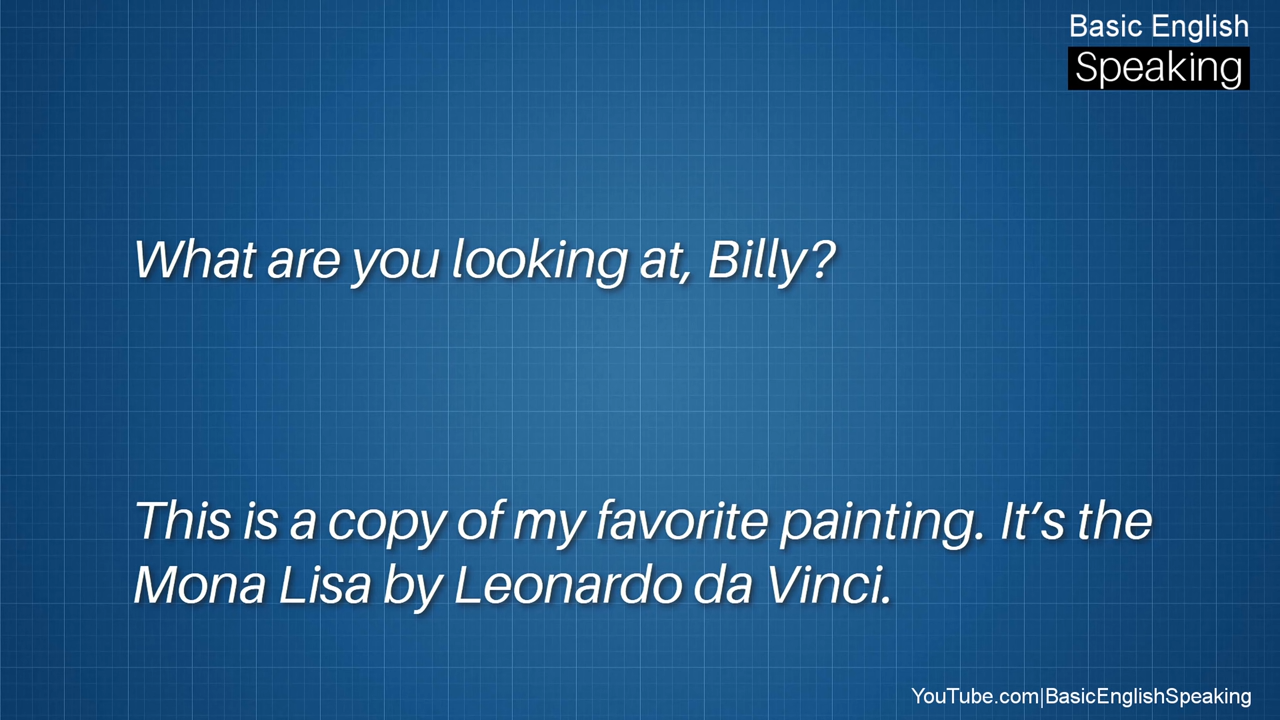 Basic English
Speaking
What are you looking at, Billy?
This is a copy of my favorite painting. It’s the
Mona Lisa by Leonardo da Vinci.
YouTube.com|BasicEnglishSpeaking